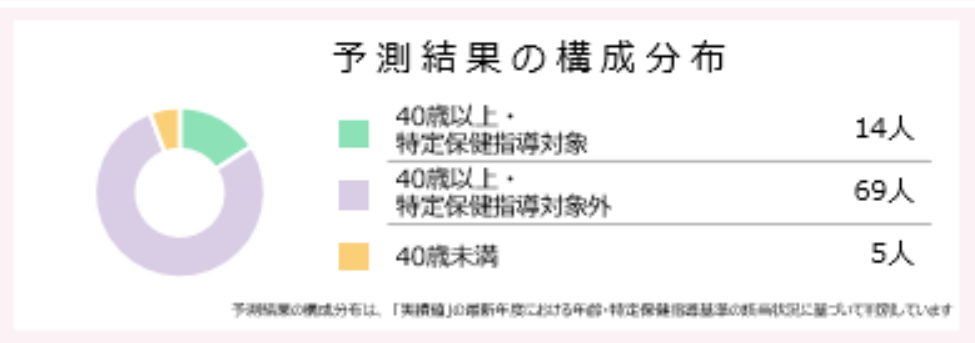 予測結果の構成分布
40歳以上・
特定保健指導対象
14人
40歳以上・
特定保健指導対象外
69人
40歳未満
5人
予測結果の構成分布は、「実績値」の最新年度における年齢・特定保健指導基準の該当状況に基づいて判別しています